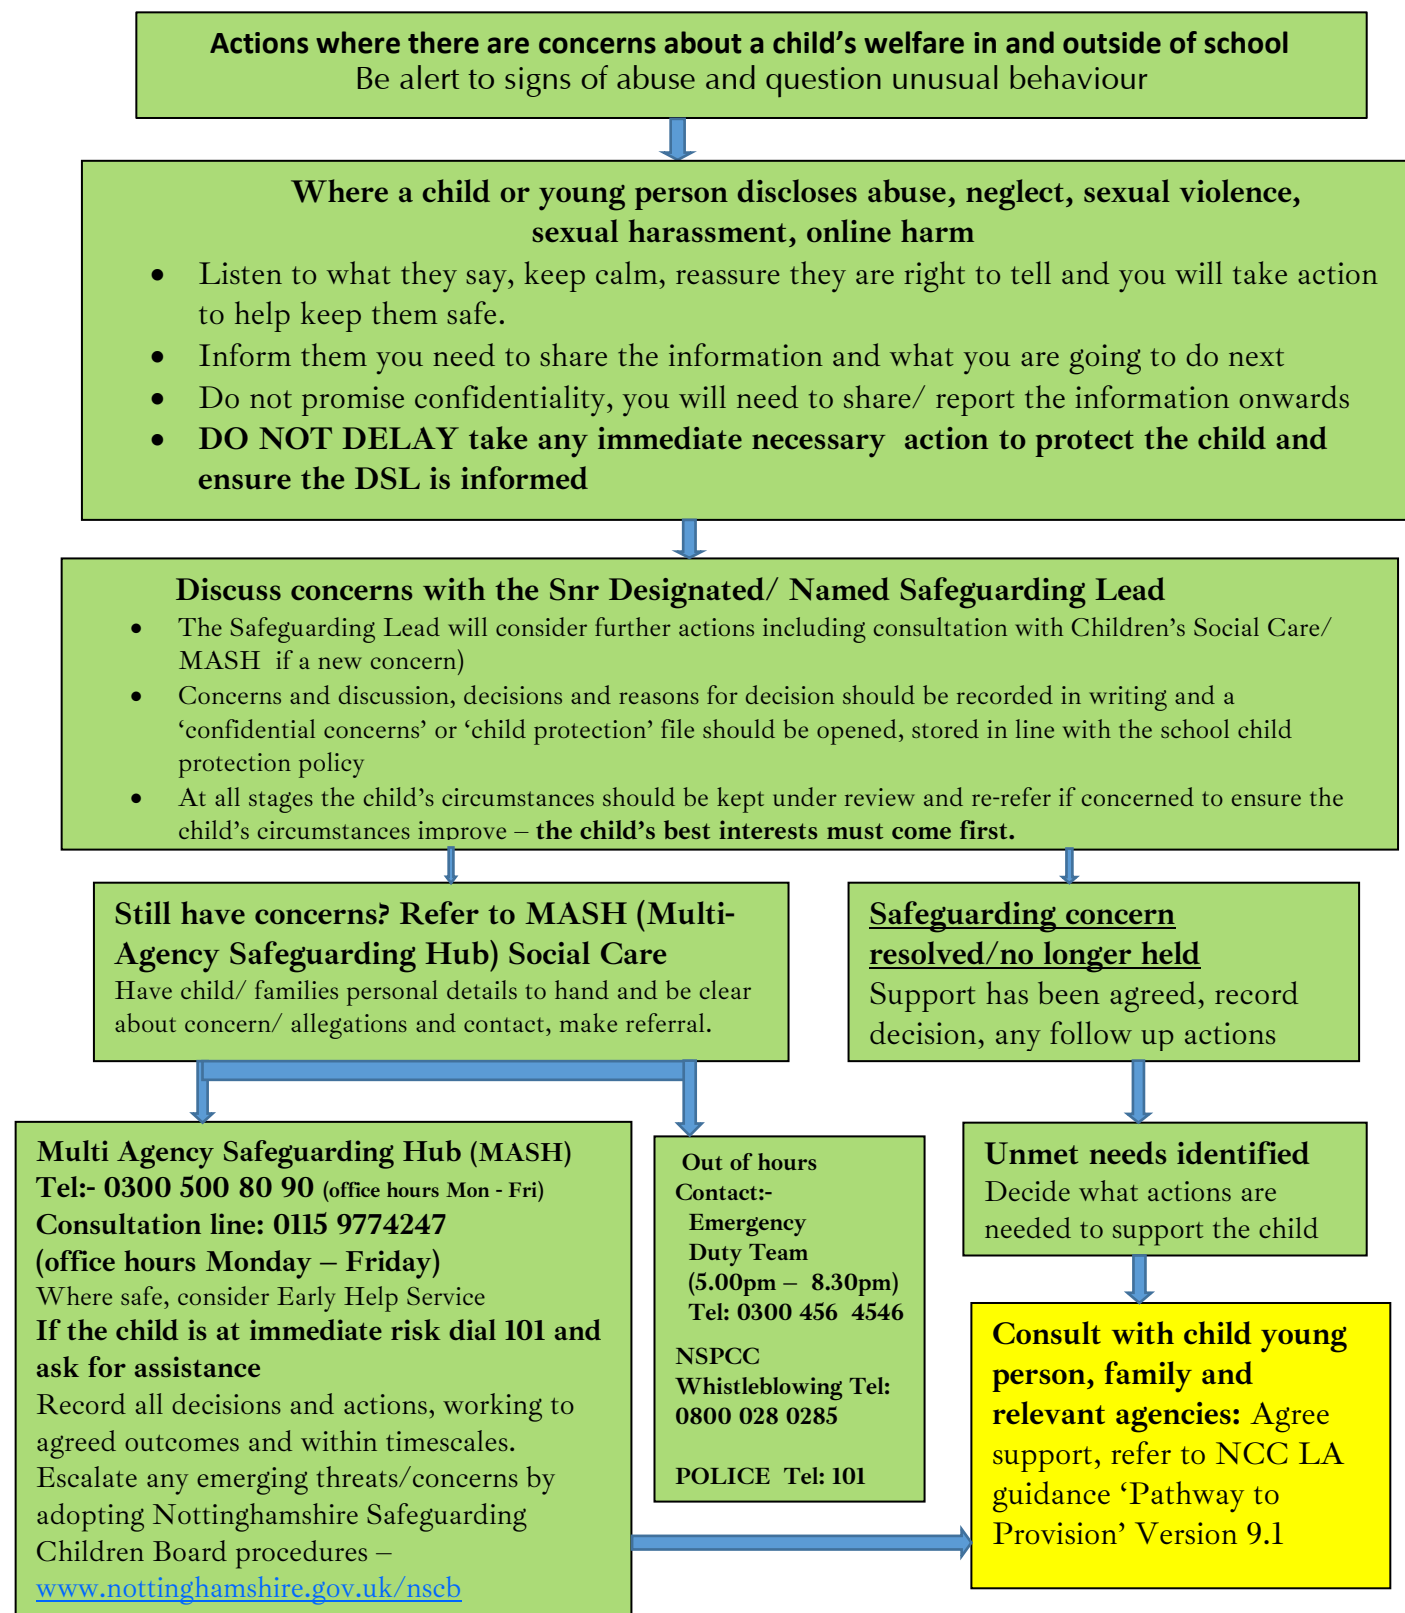 Actions where there are concerns about a child's welfare in and outside of school
Be alert to signs of abuse and question unusual behaviour
Where a child or young person discloses abuse, neglect, sexual violence,
sexual harassment, online harm
• Listen to what they say, keep calm, reassure they are right to tell and you will take action
to help keep them safe.
• Inform them you need to share the information and what you are going to do next
• Do not promise confidentiality, you will need to share/ report the information onwards
• DO NOT DELAY take any immediate necessary  action to protect the child and
ensure the DSL is informed
Discuss concerns with the Snr Designated/ Named Safeguarding Lead
• The Safeguarding Lead will consider further actions including consultation with Children's Social Care/
MASH  if a new concern)
• Concerns and discussion, decisions and reasons for decision should be recorded in writing and a
'confidential concerns' or 'child protection' file should be opened, stored in line with the school child
protection policy
• At all stages the child's circumstances should be kept under review and re-refer if concerned to ensure the
child's circumstances improve – the child's best interests must come first.
Still have concerns? Refer to MASH (Multi-
Agency Safeguarding Hub) Social Care
Have child/ families personal details to hand and be clear
about concern/ allegations and contact, make referral.
Safeguarding concern
resolved/no longer held
Support has been agreed, record
decision, any follow up actions
Multi Agency Safeguarding Hub (MASH)
Tel:- 0300 500 80 90 (office hours Mon - Fri)
Consultation line: 0115 9774247
(office hours Monday – Friday)
Where safe, consider Early Help Service
If the child is at immediate risk dial 101 and
ask for assistance
Record all decisions and actions, working to
agreed outcomes and within timescales.
Escalate any emerging threats/concerns by
adopting Nottinghamshire Safeguarding
Children Board procedures –
www.nottinghamshire.gov.uk/nscb
Out of hours
Contact:-
Emergency
Duty Team
(5.00pm –  8.30pm)
Tel: 0300 456  4546
NSPCC
Whistleblowing Tel:
0800 028 0285
POLICE  Tel: 101
Unmet needs identified
Decide what actions are
needed to support the child
Consult with child young
person, family and
relevant agencies: Agree
support, refer to NCC LA
guidance 'Pathway to
Provision' Version 9.1